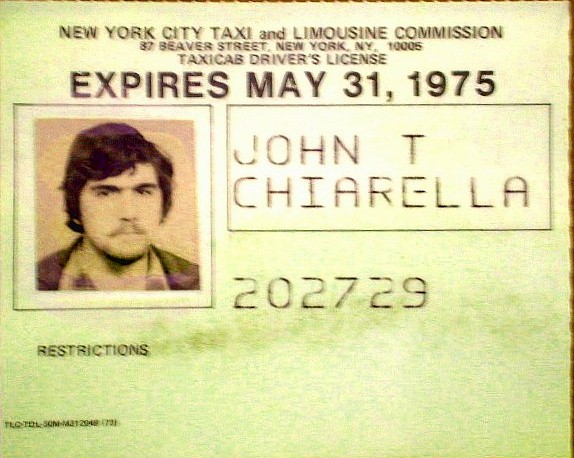 NEW YORK CITY TAXI and LIMOUSINE COMMISSION
87 BEAVER STREET, NEW YORK, NY, 10005
TAXICAB DRIVER'S LICENSE
EXPIRES MAY 31, 1975
JOHN T
CHIARELLA
202729
RESTRICTIONS
(73)